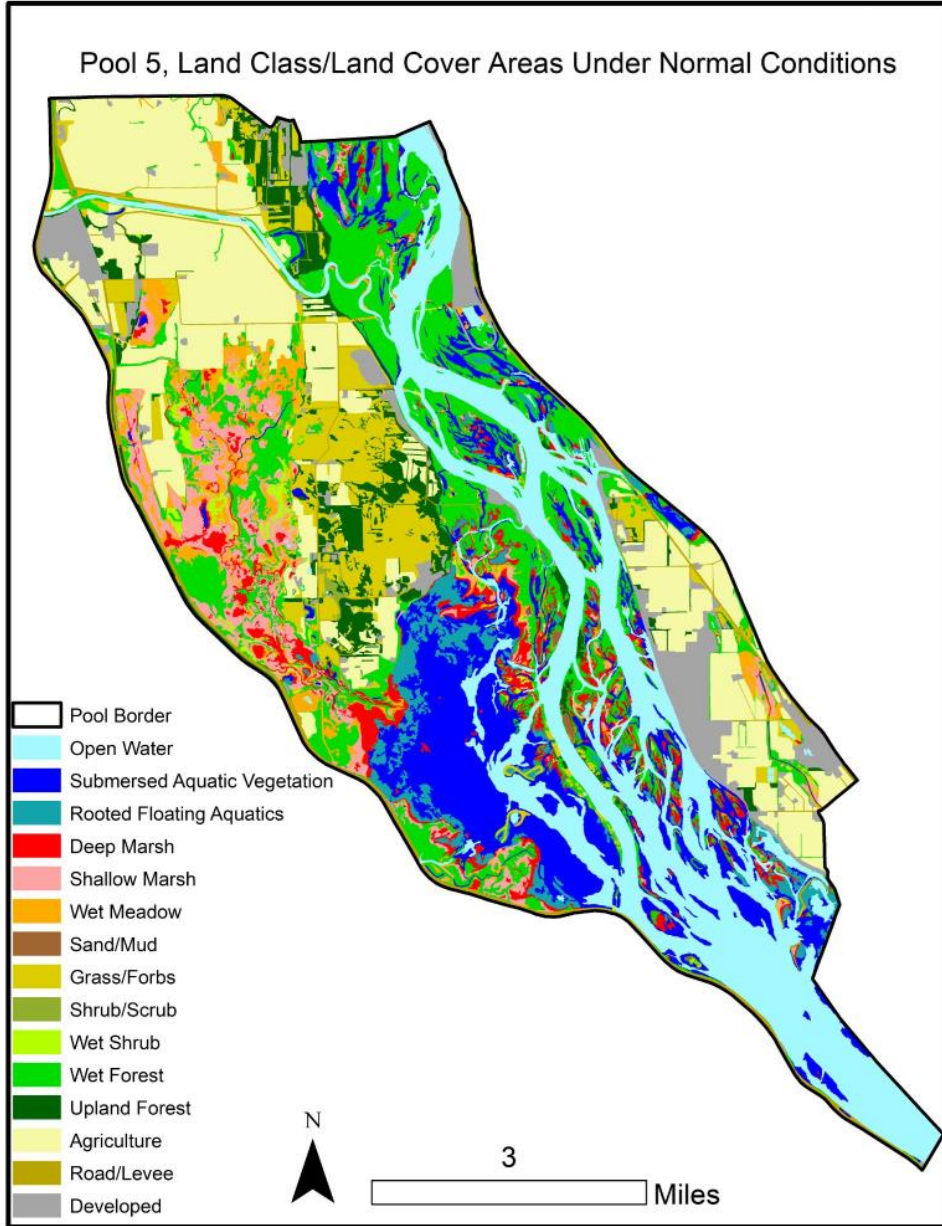 Pool 5, Land Class/Land Cover Areas Under Normal Conditions
Pool Border
Open Water
Submersed Aquatic Vegetation
Rooted Floating Aquatics
Deep Marsh
Shallow Marsh
Wet Meadow
Sand/Mud
Grass/Forbs
Shrub/Scrub
Wet Shrub
Wet Forest
Upland Forest
Agriculture
Road/Levee
Developed
N
3
Miles